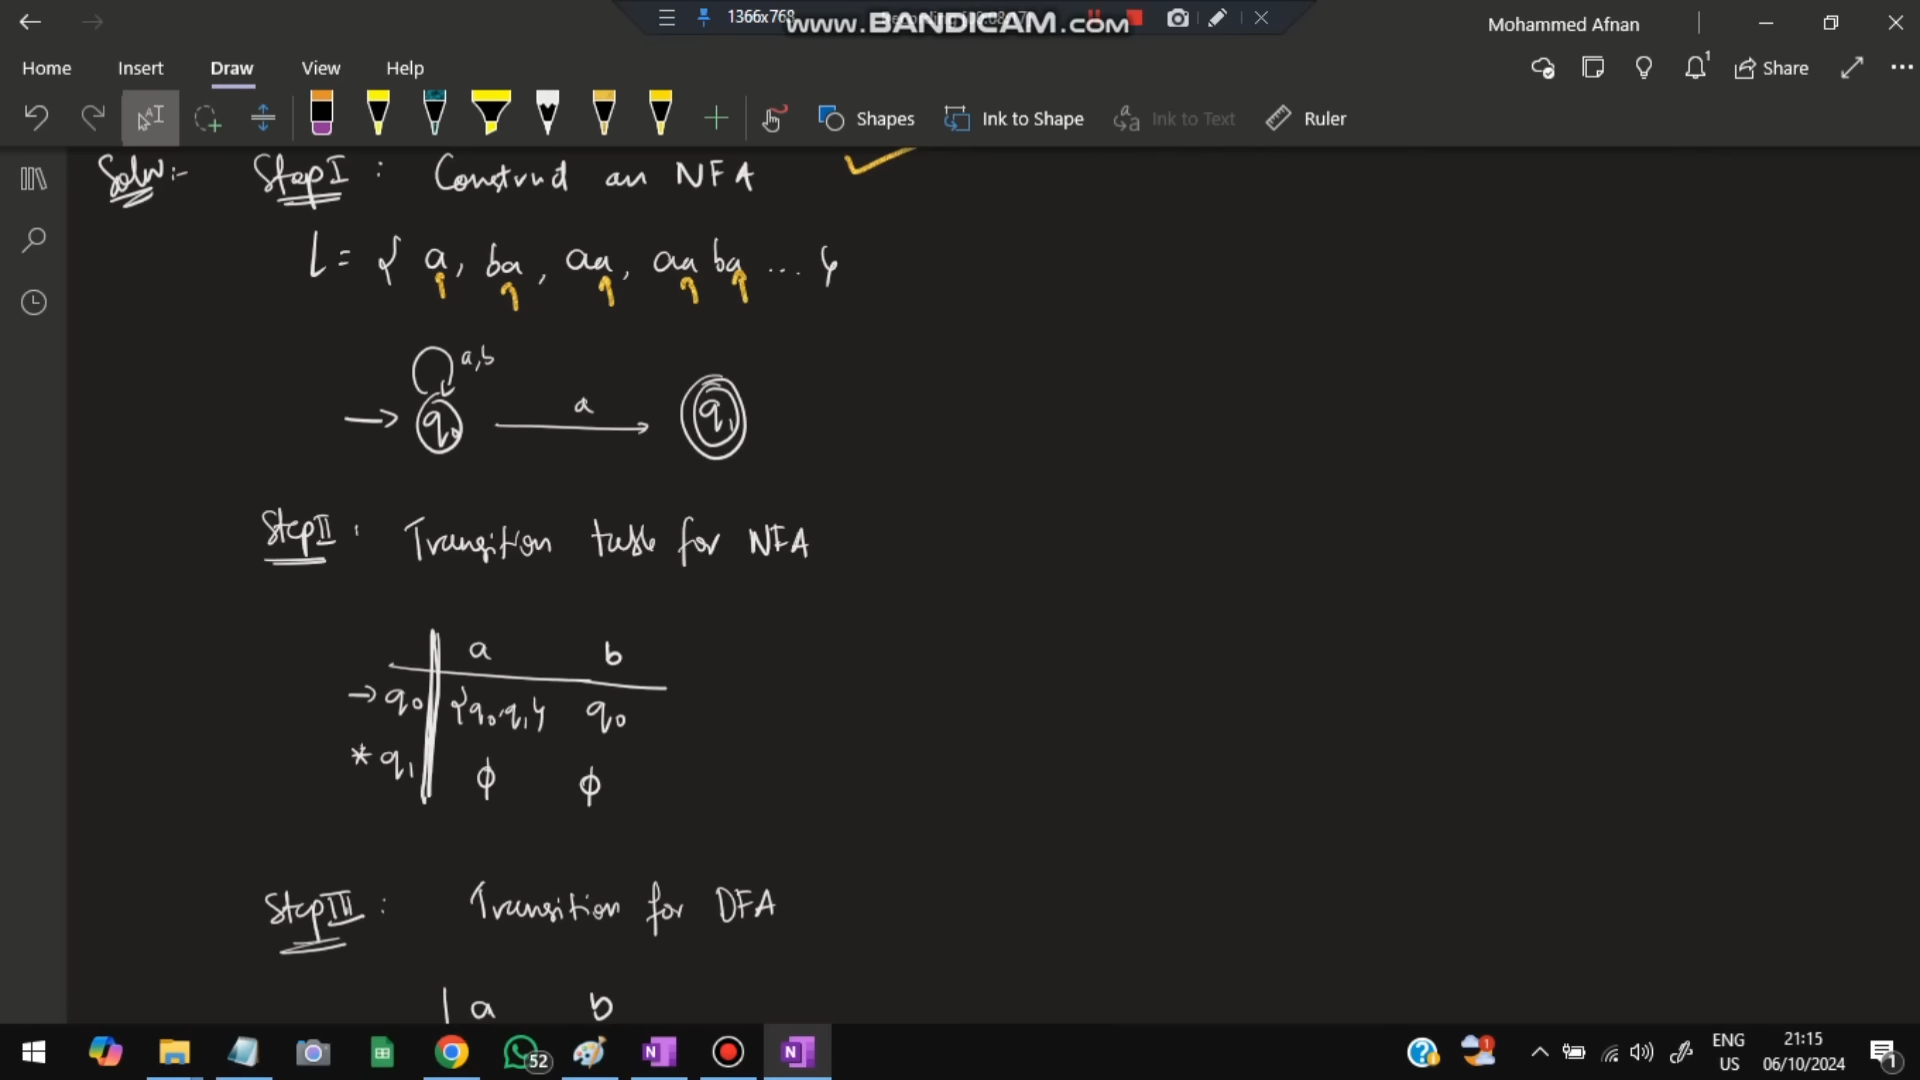 1366x768
www.BANDICAM.com
Mohammed Afnan
Home Insert Draw View Help
Share
Shapes Ink to Shape Ink to Text Ruler
Soln:- Step I : Construct an NFA
L = { a, ba, aa, aa ba ... }
a,b
→ q0 a q1
Step II : Transition table for NFA
a b
→ q0 {q0,q1} q0
* q1 ϕ ϕ
Step III : Transition for DFA
a b
52
ENG
US
21:15
06/10/2024